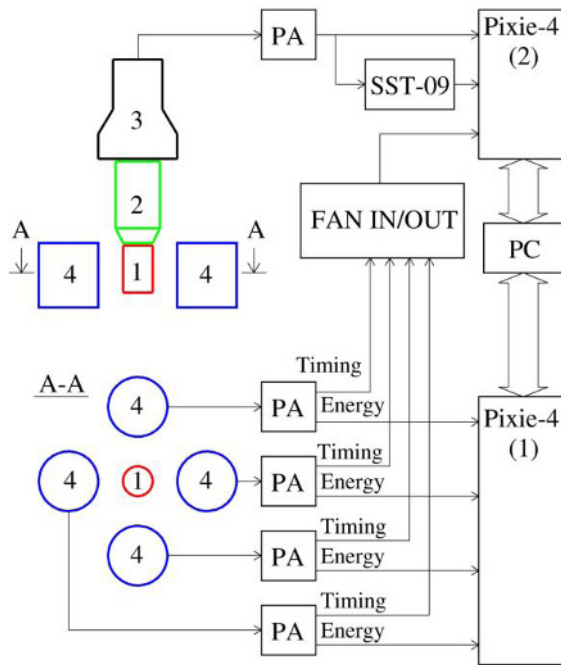 PA
Pixie-4
(2)
SST-09
3
2
FAN IN/OUT
A
A
4
1
4
PC
Timing
A-A
4
PA
Energy
Pixie-4
(1)
Timing
4
1
4
PA
Energy
Timing
4
PA
Energy
Timing
PA
Energy